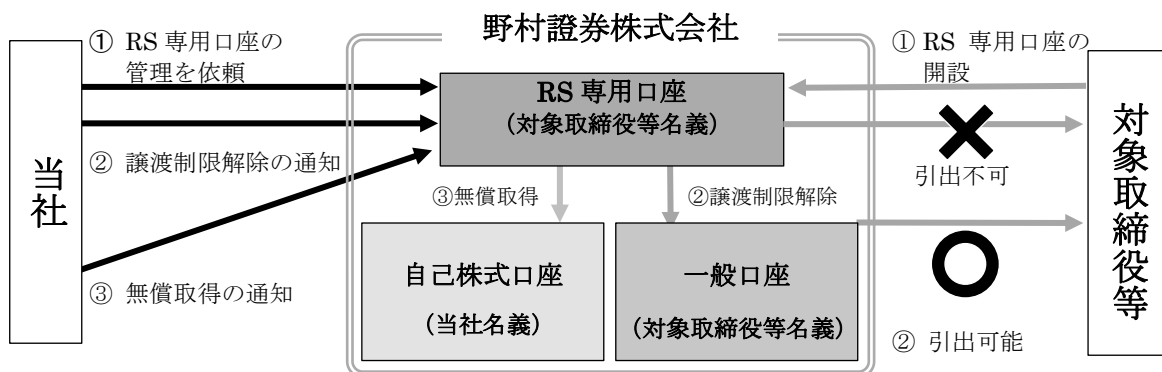 野村證券株式会社
① RS 専用口座の
管理を依頼
② 譲渡制限解除の通知
③ 無償取得の通知
当社
RS 専用口座
(対象取締役等名義)
③無償取得
②譲渡制限解除
自己株式口座
(当社名義)
一般口座
(対象取締役等名義)
① RS 専用口座の
開設
引出不可
② 引出可能
対象取締役等